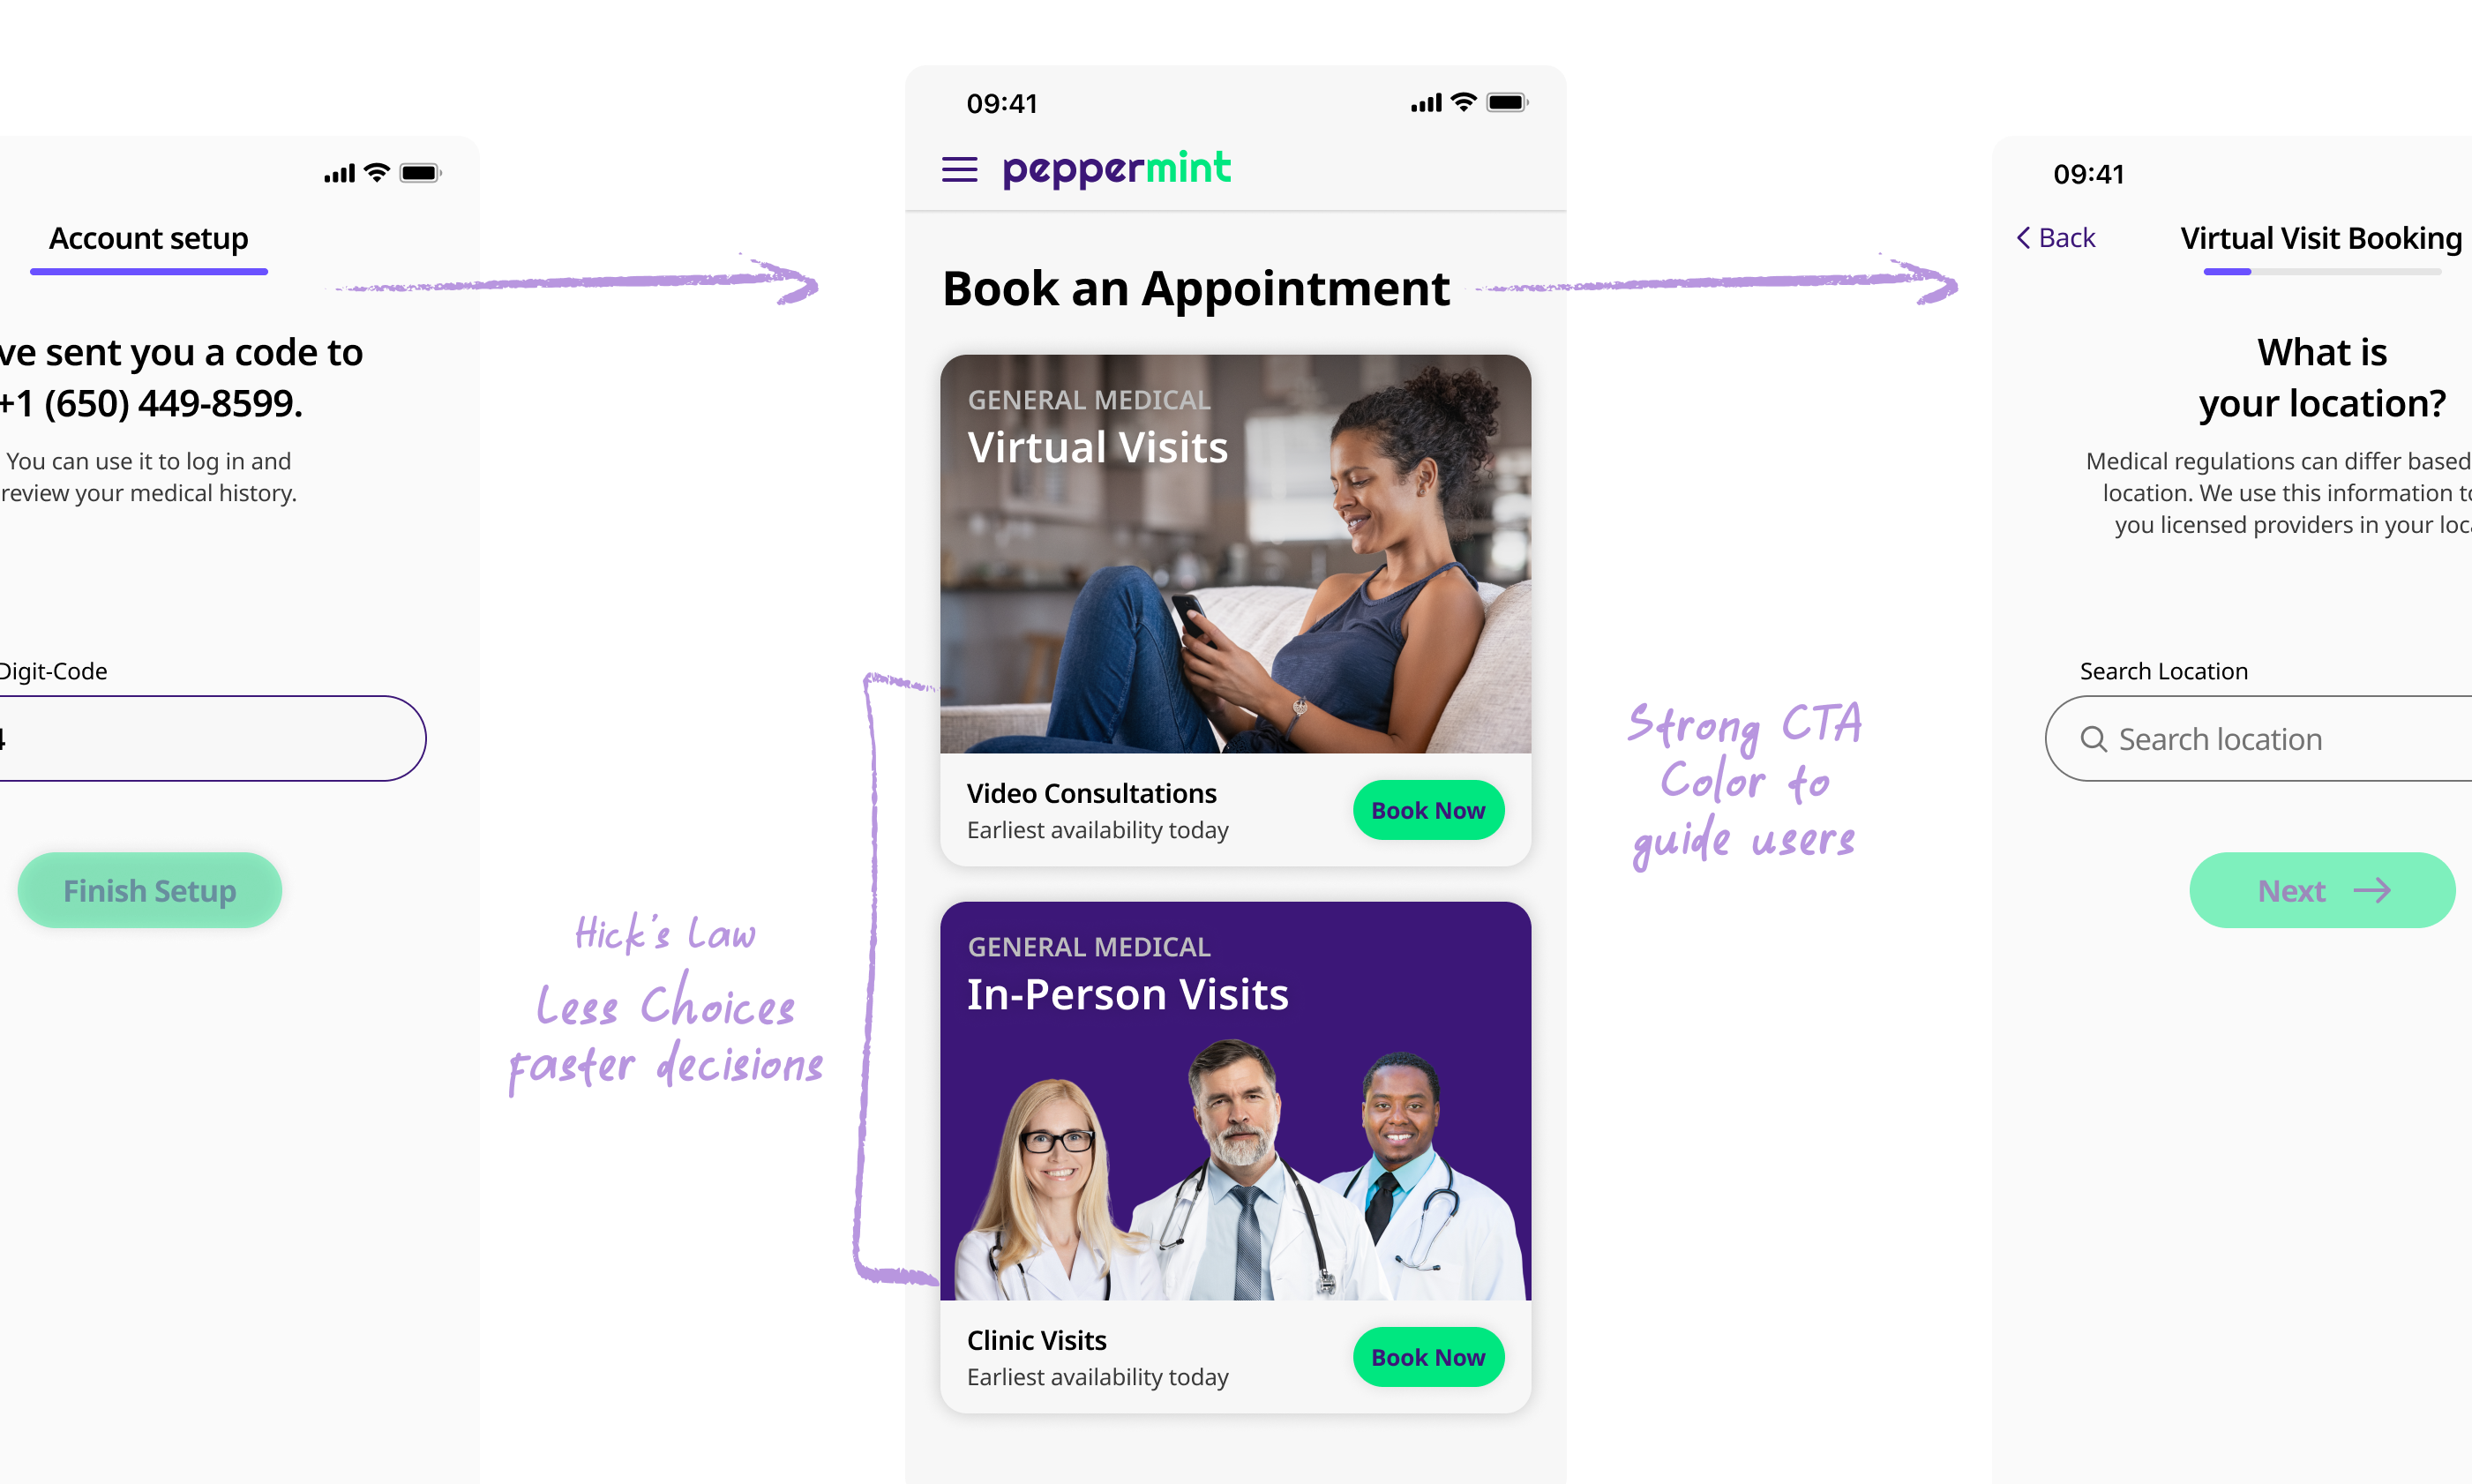 Account setup
ve sent you a code to
+1 (650) 449-8599.
You can use it to log in and
review your medical history.
Digit-Code
4
Finish Setup
Hick's Law
Less Choices
Faster decisions
09:41
peppermint
Book an Appointment
GENERAL MEDICAL
Virtual Visits
Video Consultations
Earliest availability today
Book Now
GENERAL MEDICAL
In-Person Visits
Clinic Visits
Earliest availability today
Book Now
Strong CTA
Color to
guide users
09:41
Back
Virtual Visit Booking
What is
your location?
Medical regulations can differ based
location. We use this information to
you licensed providers in your loca
Search Location
Search location
Next